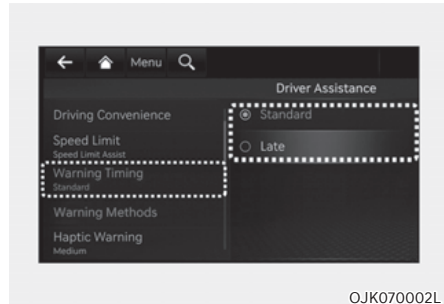 Menu
Driver Assistance
Driving Convenience
Speed Limit
Speed Limit Assist
Warning Timing
Standard
Warning Methods
Haptic Warning
Medium
Standard
Late
OJK070002L